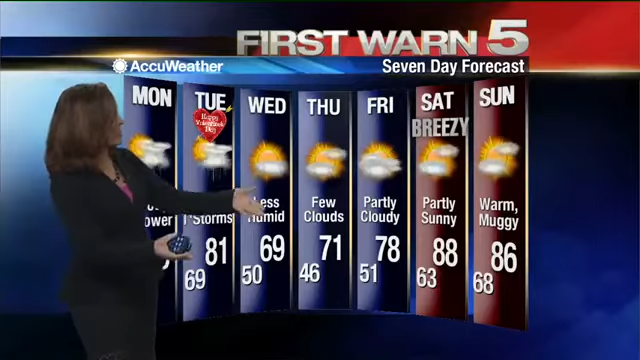 FIRST WARN 5
AccuWeather
Seven Day Forecast
MON TUE WED THU FRI SAT SUN
Happy
Valentine's
Day
BREEZY
Few Partly Partly Warm,
'Storms Humid Clouds Cloudy Sunny Muggy
81 69 71 78 88 86
69 50 46 51 63 68